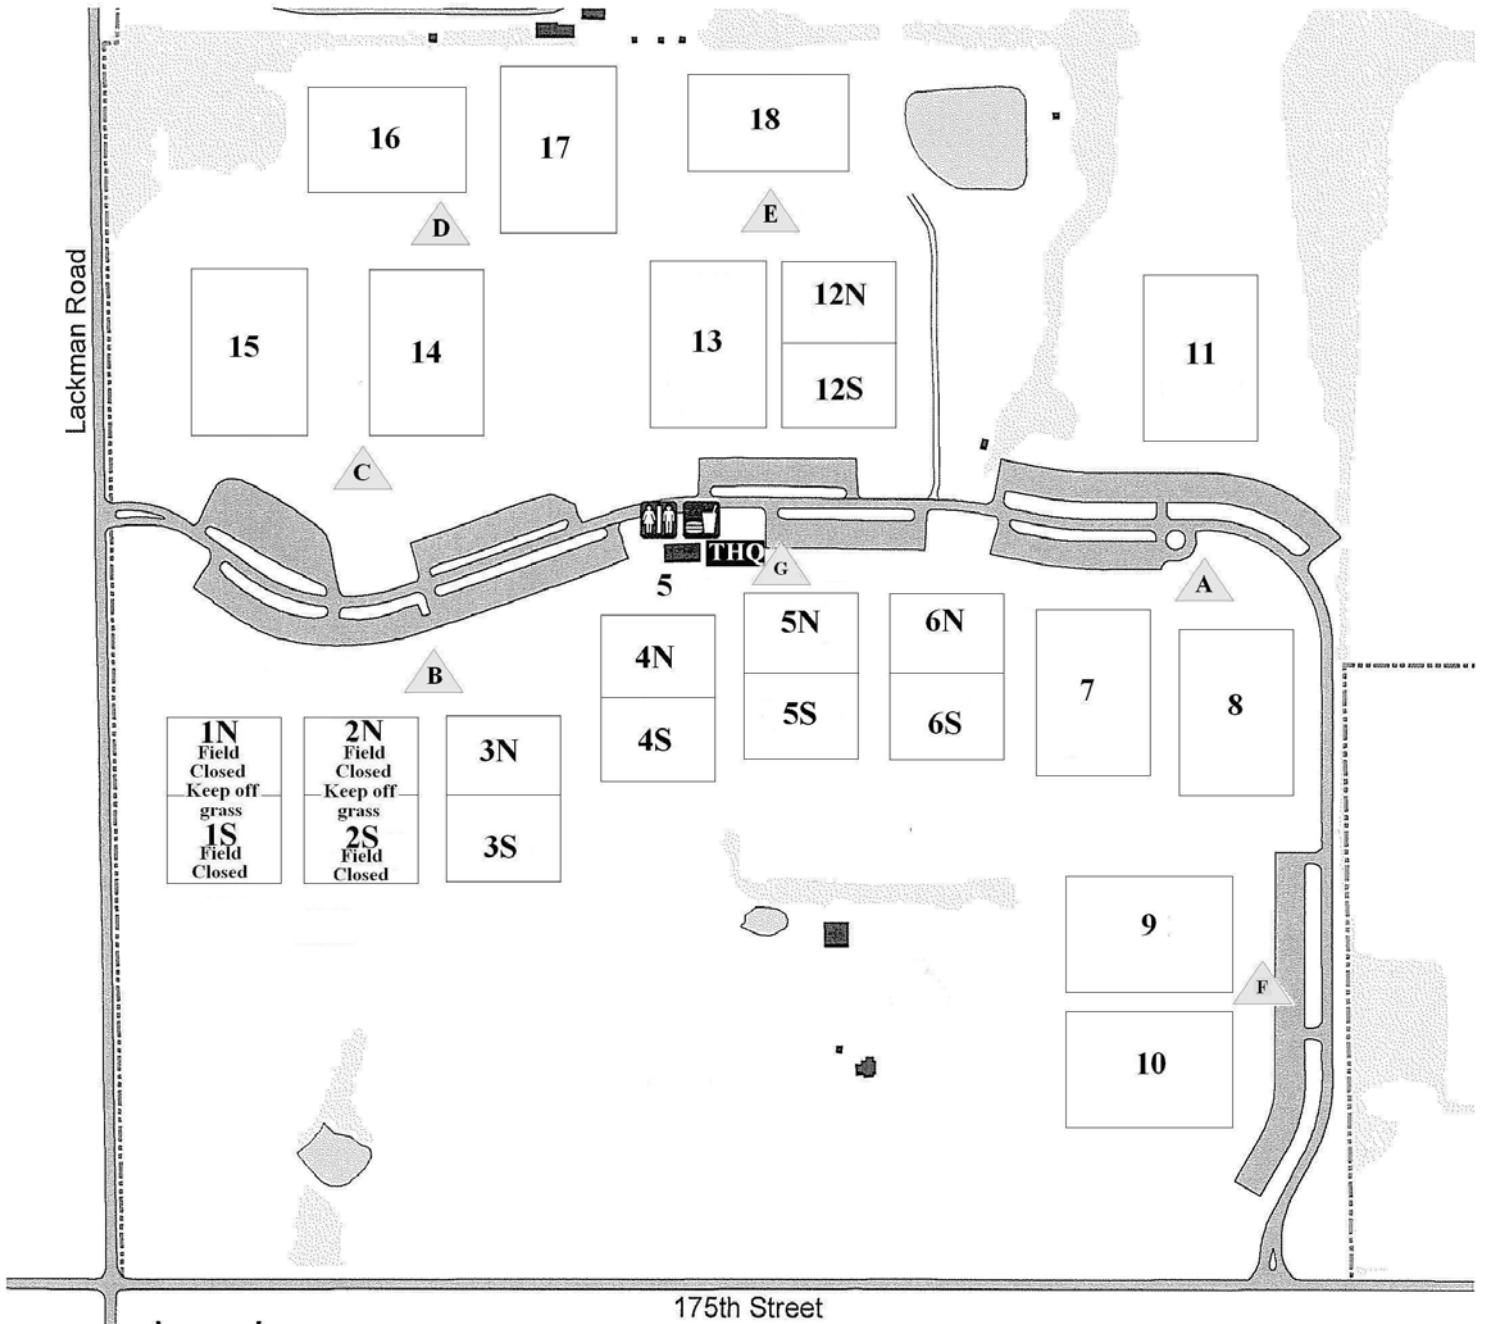 16
17
18
D
E
Lackman Road
15
14
13
12N
12S
11
C
THQ
5
G
A
4N
4S
5N
5S
6N
6S
7
8
B
1N
Field
Closed
Keep off
grass
1S
Field
Closed
2N
Field
Closed
Keep off
grass
2S
Field
Closed
3N
3S
9
F
10
175th Street